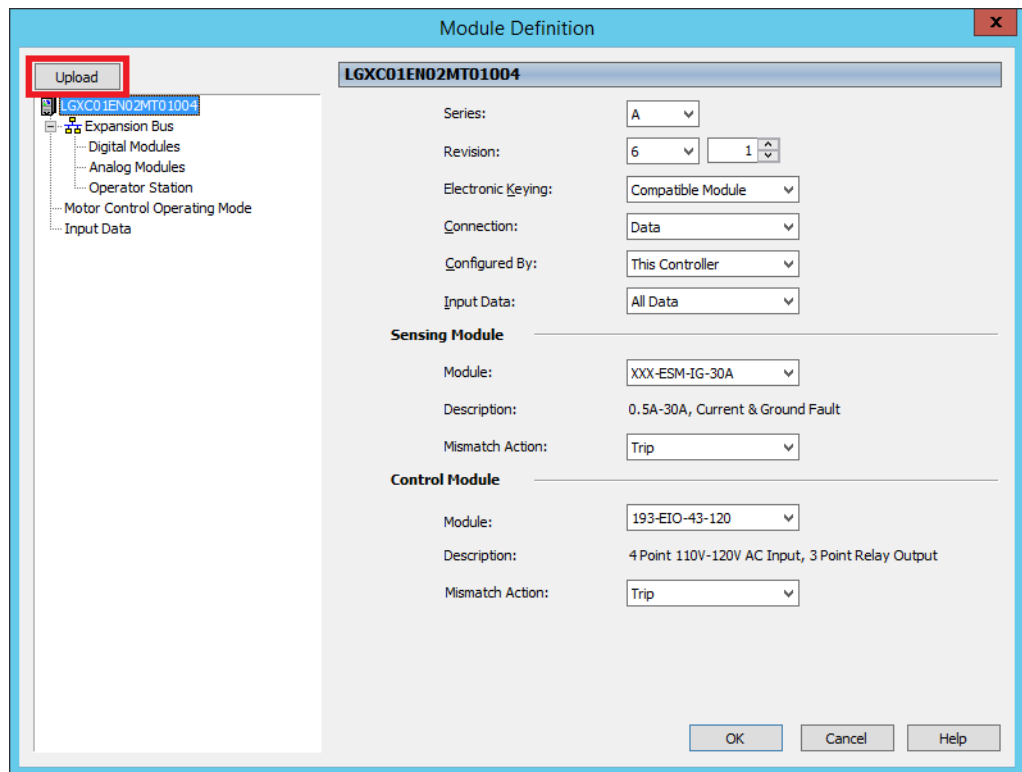 Module Definition
x
Upload
LGXC01EN02MT01004
Expansion Bus
Digital Modules
Analog Modules
Operator Station
Motor Control Operating Mode
Input Data
LGXC01EN02MT01004
Series: A
Revision: 6 1
Electronic Keying: Compatible Module
Connection: Data
Configured By: This Controller
Input Data: All Data
Sensing Module
Module: XXX-ESM-IG-30A
Description: 0.5A-30A, Current & Ground Fault
Mismatch Action: Trip
Control Module
Module: 193-EIO-43-120
Description: 4 Point 110V-120V AC Input, 3 Point Relay Output
Mismatch Action: Trip
OK Cancel Help